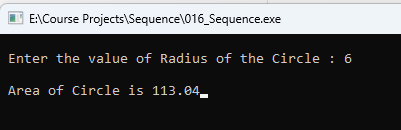 E:\Course Projects\Sequence\016_Sequence.exe
Enter the value of Radius of the Circle : 6
Area of Circle is 113.04